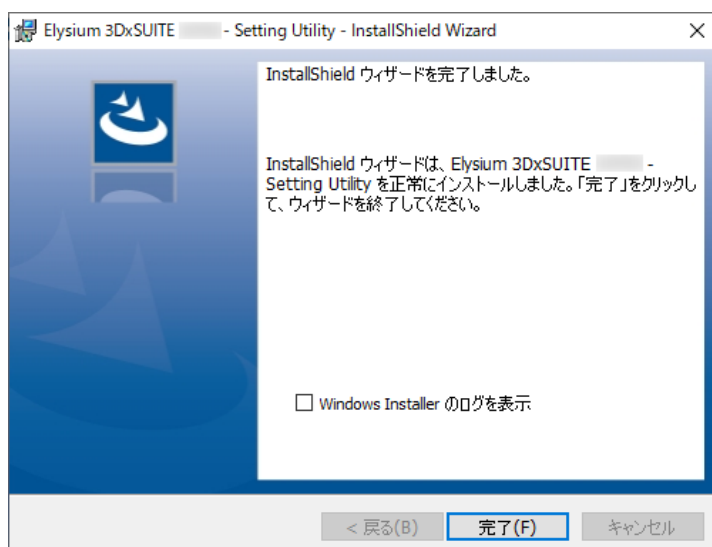 Elysium 3DxSUITE - Setting Utility - InstallShield Wizard
InstallShield ウィザードを完了しました。
InstallShield ウィザードは、Elysium 3DxSUITE -
Setting Utility を正常にインストールしました。「完了」をクリックし
て、ウィザードを終了してください。
Windows Installer のログを表示
< 戻る(B)
完了(F)
キャンセル